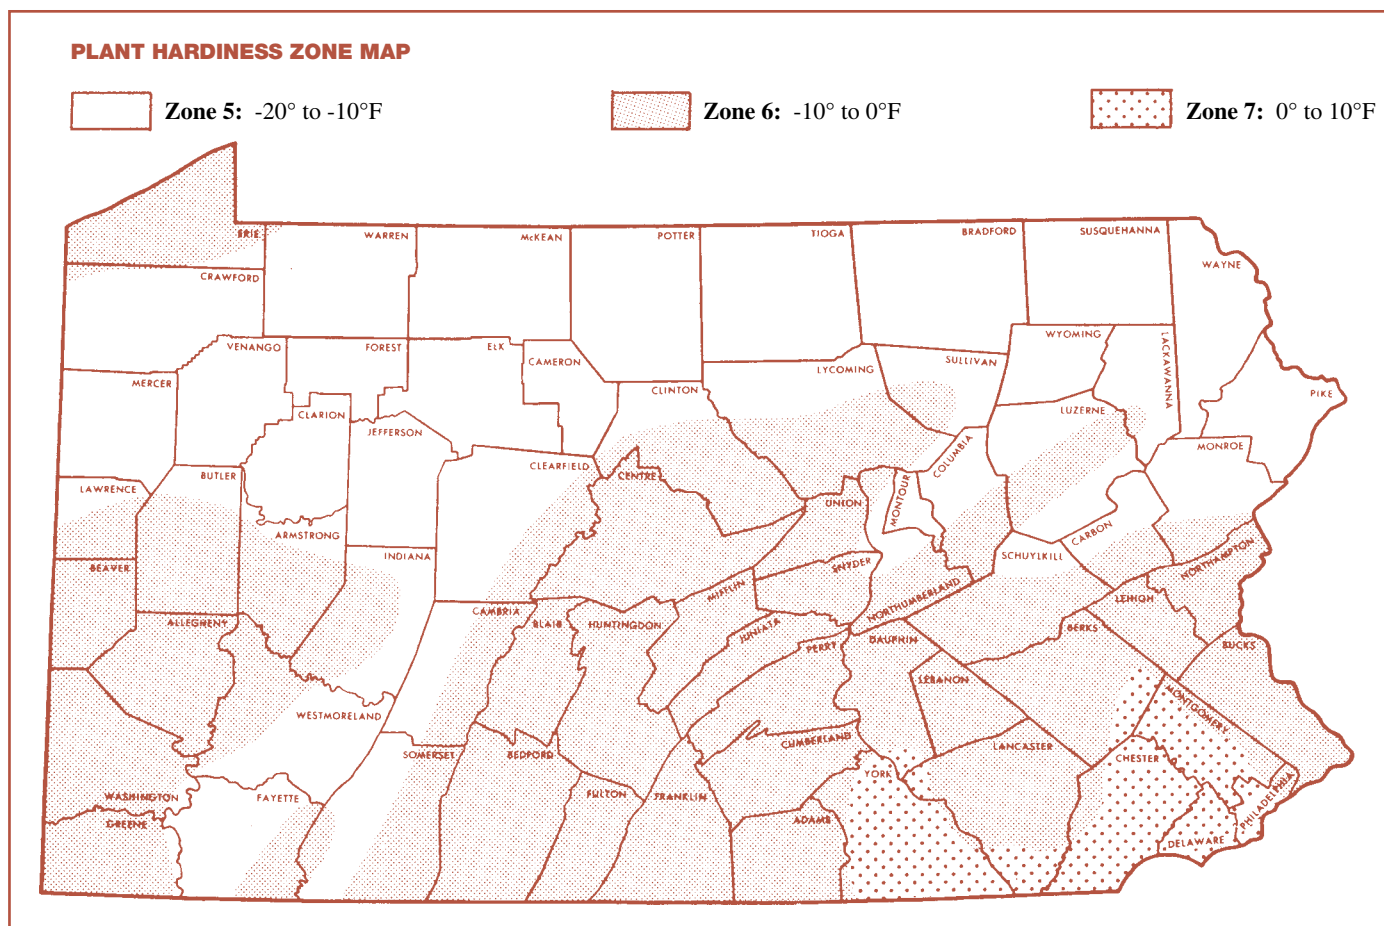 PLANT HARDINESS ZONE MAP
Zone 5: -20° to -10°F
Zone 6: -10° to 0°F
Zone 7: 0° to 10°F
ERIE
WARREN
McKEAN
POTTER
TIOGA
BRADFORD
SUSQUEHANNA
WAYNE
CRAWFORD
VENANGO
FOREST
ELK
CAMERON
WYOMING
LACKAWANNA
SULLIVAN
LYCOMING
MERCER
CLINTON
PIKE
CLARION
JEFFERSON
LUZERNE
COLUMBIA
MONROE
CLEARFIELD
CENTRE
BUTLER
LAWRENCE
UNION
MONTOUR
ARMSTRONG
INDIANA
CARBON
SCHUYLKILL
NORTHAMPTON
BEAVER
SNYDER
MIFFLIN
NORTHUMBERLAND
LEHIGH
CAMBRIA
BLAIR
HUNTINGDON
ALLEGHENY
JUNIATA
PERRY
DAUPHIN
BERKS
BUCKS
LEBANON
WESTMORELAND
MONTGOMERY
SOMERSET
BEDFORD
CUMBERLAND
LANCASTER
CHESTER
YORK
WASHINGTON
FAYETTE
FULTON
FRANKLIN
PHILADELPHIA
GREENE
ADAMS
DELAWARE